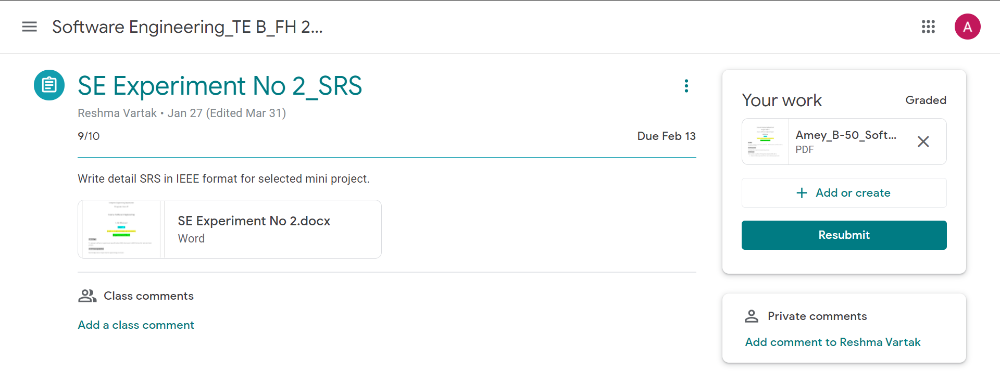 Software Engineering_TE B_FH 2...
A
SE Experiment No 2_SRS
Reshma Vartak • Jan 27 (Edited Mar 31)
9/10
Due Feb 13
Write detail SRS in IEEE format for selected mini project.
SE Experiment No 2.docx
Word
Class comments
Add a class comment
Your work
Graded
Amey_B-50_Soft...
PDF
Add or create
Resubmit
Private comments
Add comment to Reshma Vartak